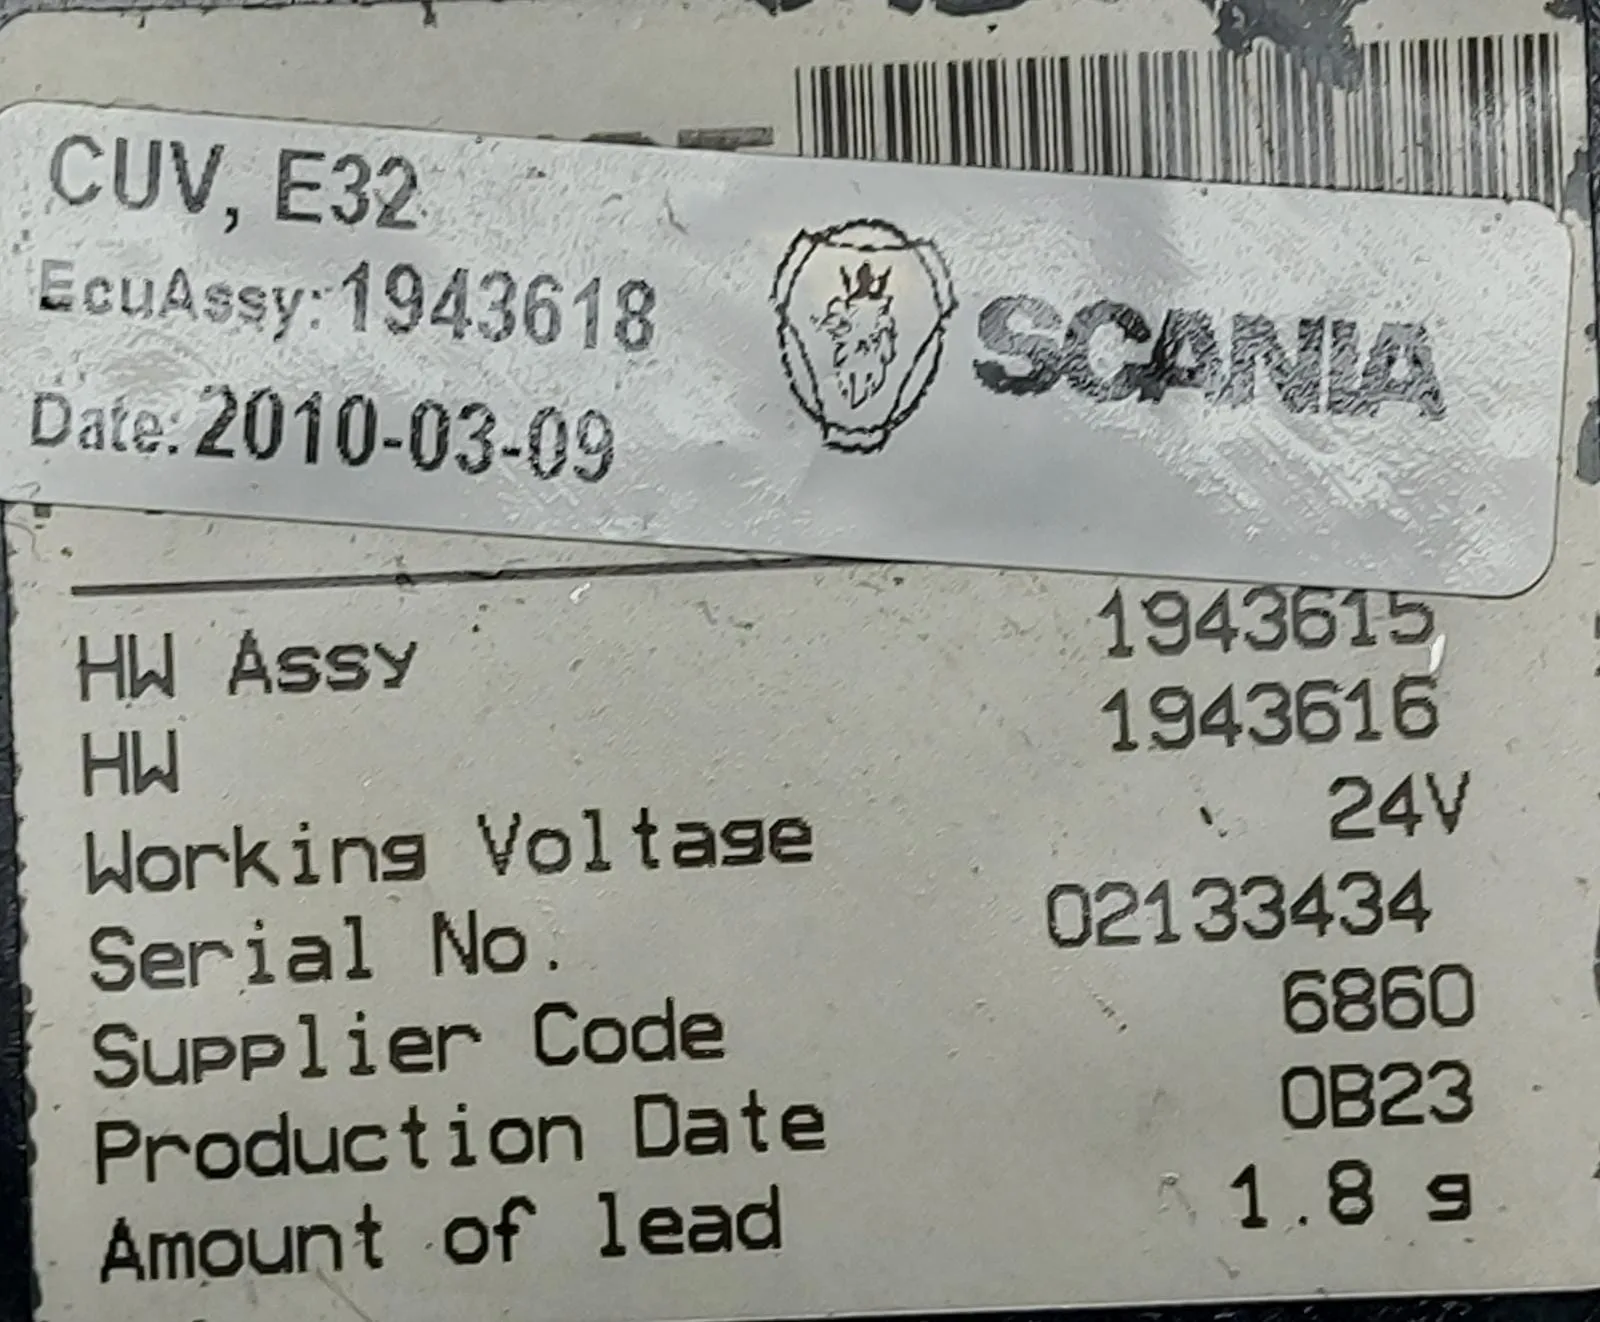 CUV, E32
EcuAssy: 1943618
Date: 2010-03-09
SCANIA
HW Assy 1943615
HW 1943616
Working Voltage 24V
Serial No. 02133434
Supplier Code 6860
Production Date 0B23
Amount of lead 1.8 g